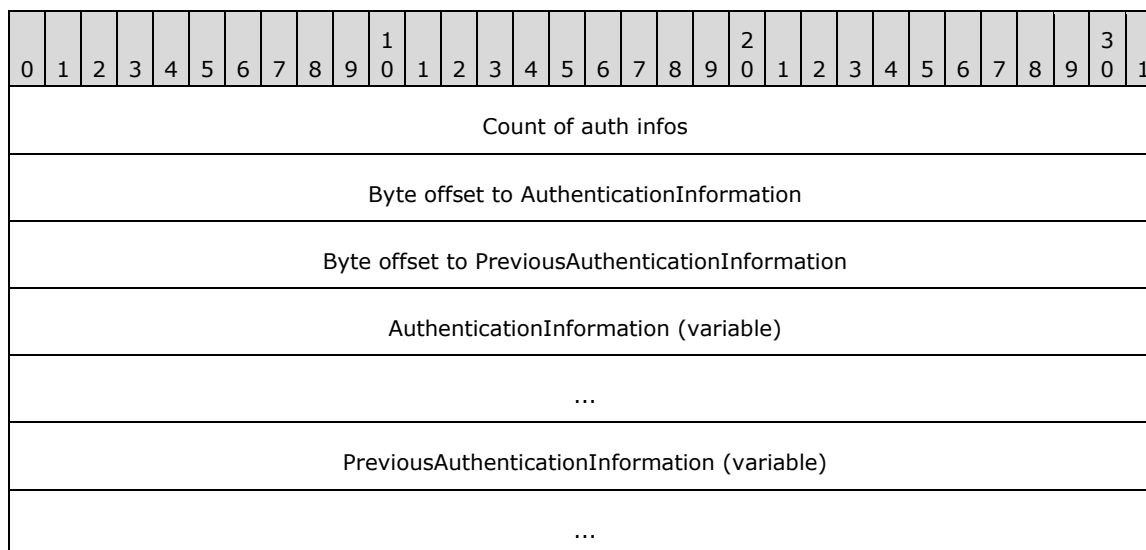 1 2 3
0 1 2 3 4 5 6 7 8 9 0 1 2 3 4 5 6 7 8 9 0 1 2 3 4 5 6 7 8 9 0 1
Count of auth infos
Byte offset to AuthenticationInformation
Byte offset to PreviousAuthenticationInformation
AuthenticationInformation (variable)
...
PreviousAuthenticationInformation (variable)
...